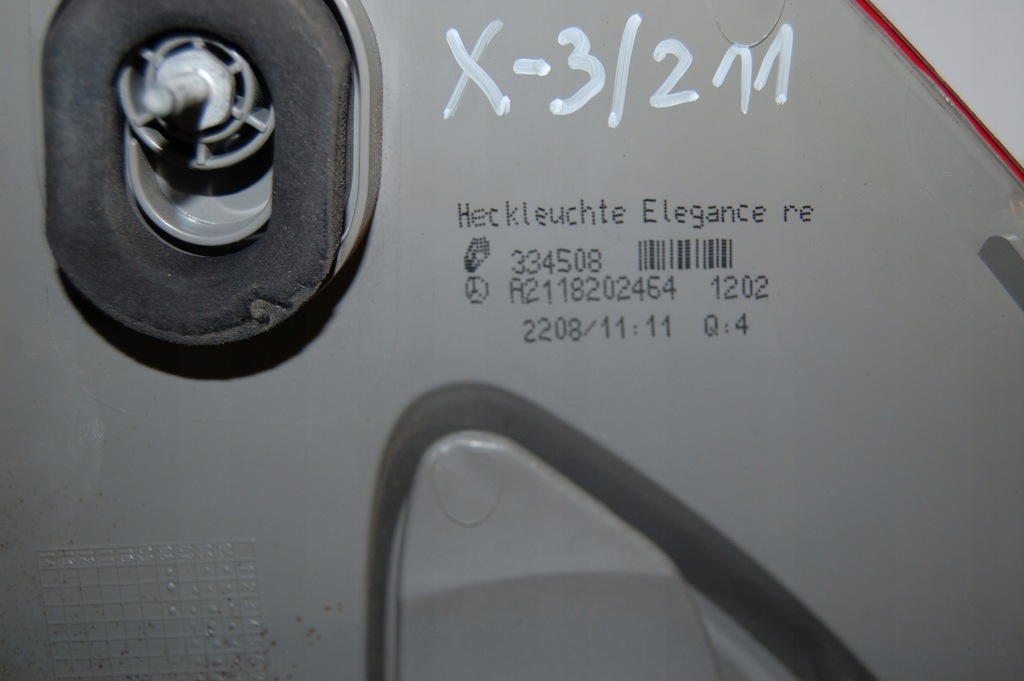 X-3/211
Heckleuchte Elegance re
334508
A2118202464 1202
2208/11:11 Q:4